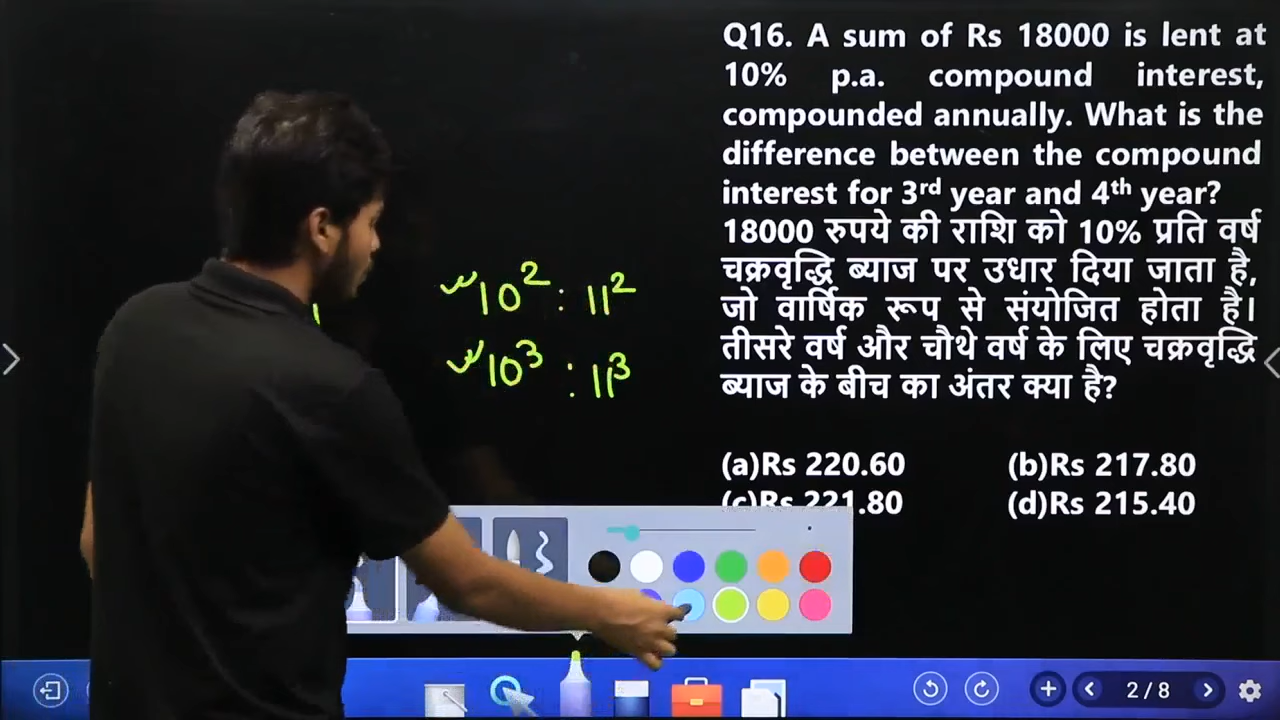 Q16. A sum of Rs 18000 is lent at
10% p.a. compound interest,
compounded annually. What is the
difference between the compound
interest for 3rd year and 4th year?
18000 रुपये की राशि को 10% प्रति वर्ष
चक्रवृद्धि ब्याज पर उधार दिया जाता है,
जो वार्षिक रूप से संयोजित होता है।
तीसरे वर्ष और चौथे वर्ष के लिए चक्रवृद्धि
ब्याज के बीच का अंतर क्या है?
(a)Rs 220.60 (b)Rs 217.80
(c)Rs 221.80 (d)Rs 215.40
10² : 11²
10³ : 11³
2/8